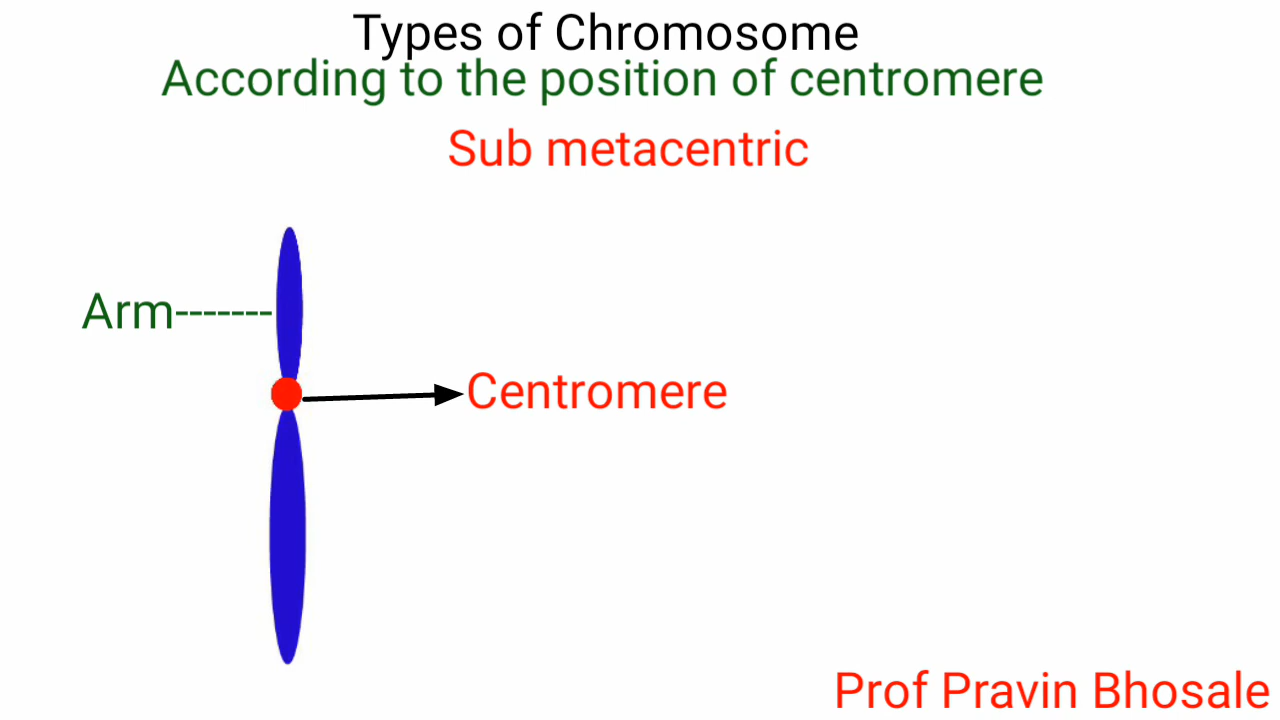 Types of Chromosome
According to the position of centromere
Sub metacentric
Arm-------
Centromere
Prof Pravin Bhosale